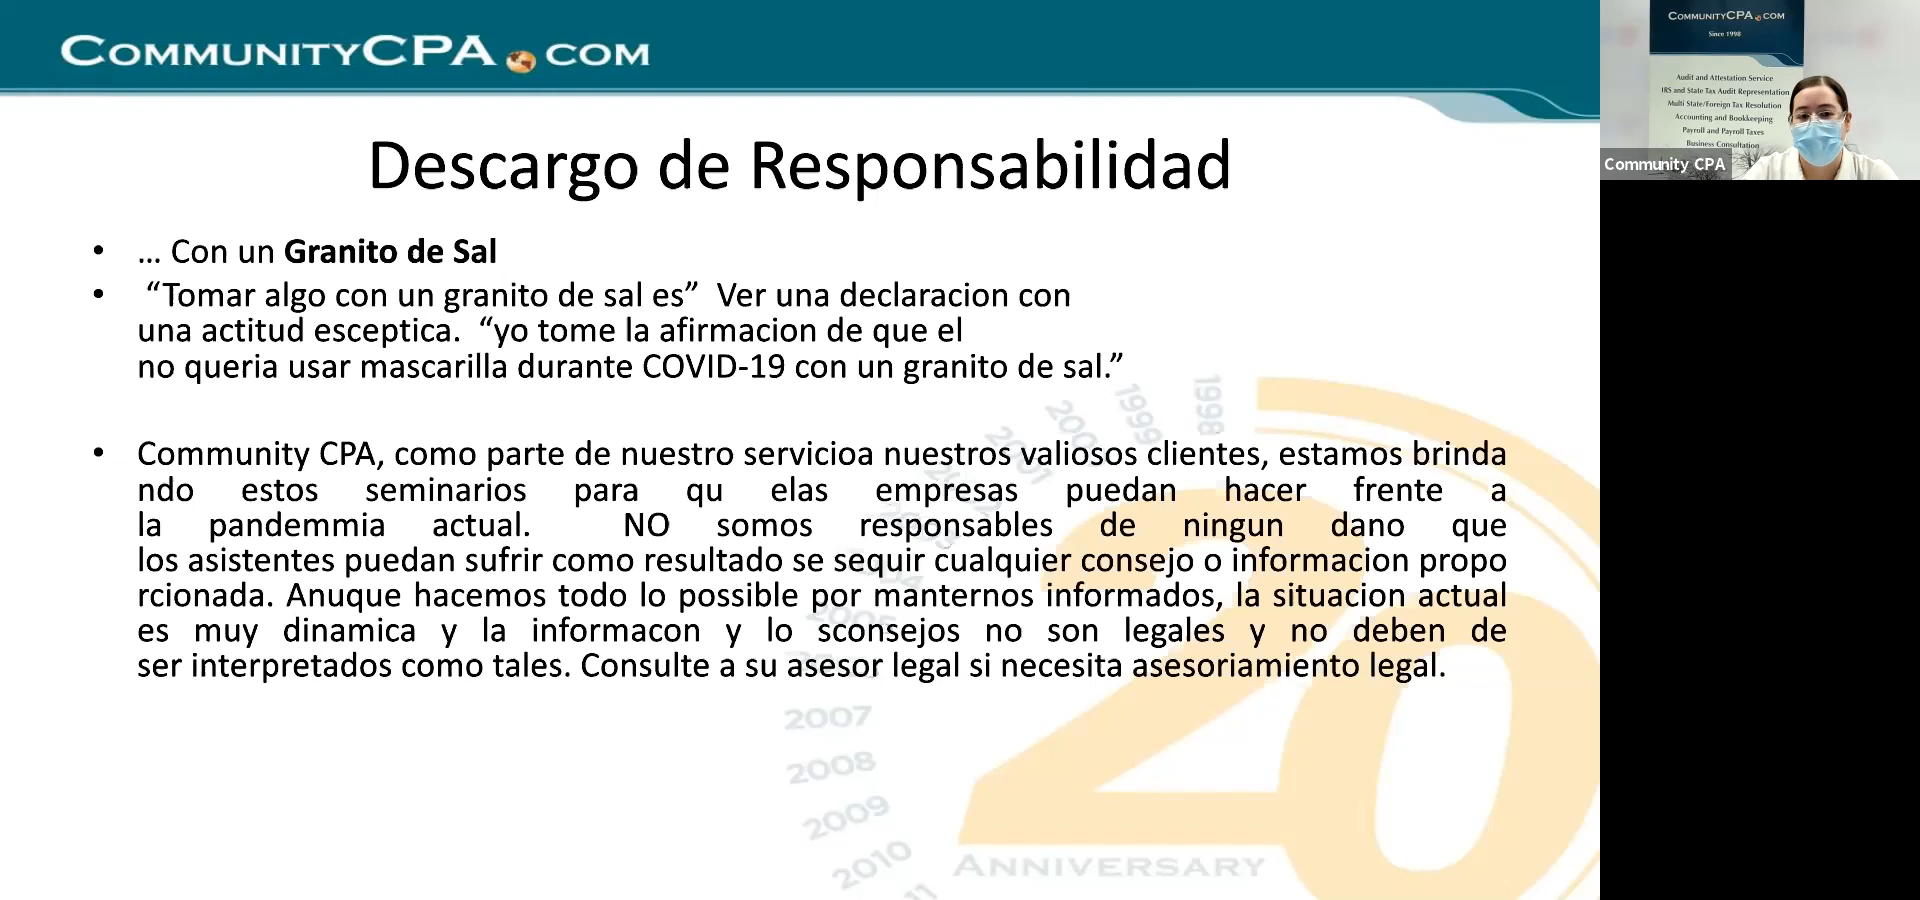 COMMUNITYCPA.COM
Descargo de Responsabilidad
• ... Con un Granito de Sal
• “Tomar algo con un granito de sal es” Ver una declaracion con
una actitud esceptica. “yo tome la afirmacion de que el
no queria usar mascarilla durante COVID-19 con un granito de sal.”
• Community CPA, como parte de nuestro servicioa nuestros valiosos clientes, estamos brinda
ndo estos seminarios para qu elas empresas puedan hacer frente a
la pandemmia actual. NO somos responsables de ningun dano que
los asistentes puedan sufrir como resultado se sequir cualquier consejo o informacion propo
rcionada. Anuque hacemos todo lo possible por manternos informados, la situacion actual
es muy dinamica y la informacon y lo sconsejos no son legales y no deben de
ser interpretados como tales. Consulte a su asesor legal si necesita asesoriamiento legal.
1998
1999
2001
2007
2008
2009
2010
20
ANNIVERSARY
COMMUNITYCPA.COM
Since 1998
Audit and Attestation Service
IRS and State Tax Audit Representation
Multi State/Foreign Tax Resolution
Accounting and Bookkeeping
Payroll and Payroll Taxes
Business Consultation
Community CPA